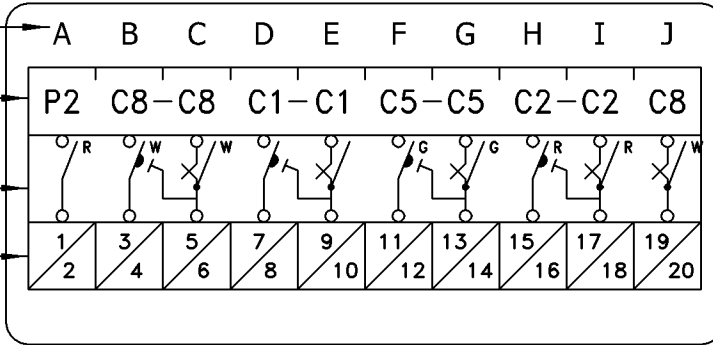 A B C D E F G H I J
P2 C8-C8 C1-C1 C5-C5 C2-C2 C8
R W W G G R R W
1 3 5 7 9 11 13 15 17 19
2 4 6 8 10 12 14 16 18 20